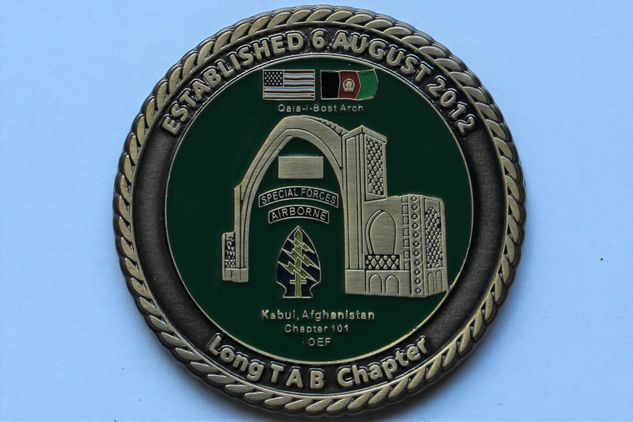 ESTABLISHED 6 AUGUST 2012
Qala-i-Bost Arch
SPECIAL FORCES
AIRBORNE
Kabul, Afghanistan
Chapter 101
OEF
Long TAB Chapter